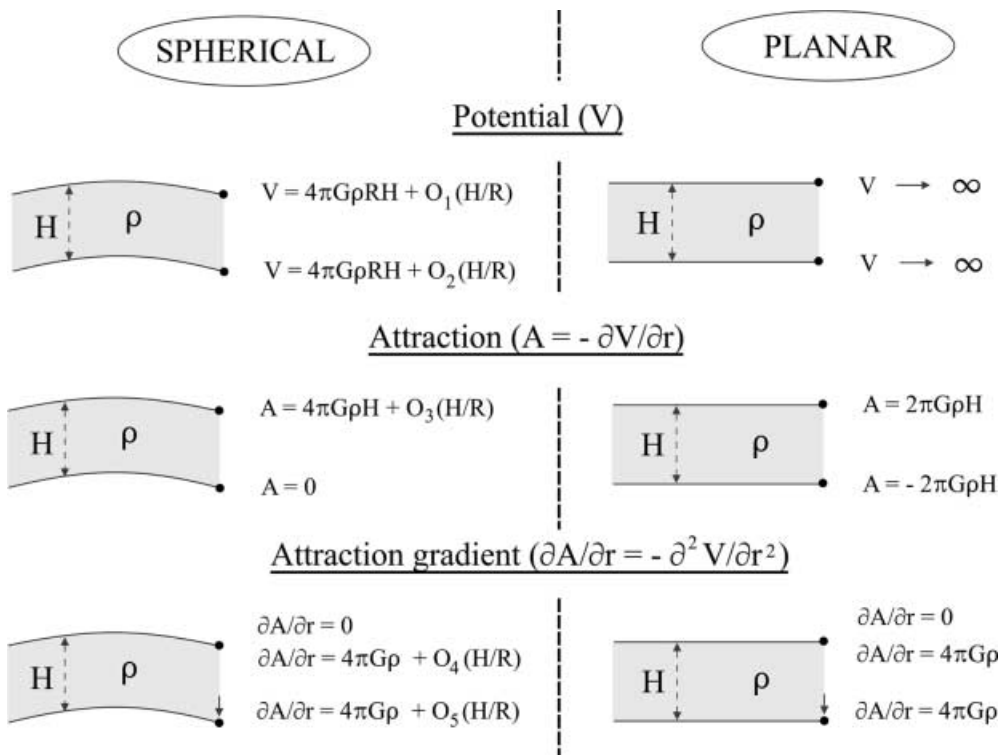 SPHERICAL
PLANAR
Potential (V)
H
ρ
V = 4πGρRH + O₁(H/R)
V = 4πGρRH + O₂(H/R)
H
ρ
V → ∞
V → ∞
Attraction (A = - ∂V/∂r)
H
ρ
A = 4πGρH + O₃(H/R)
A = 0
H
ρ
A = 2πGρH
A = - 2πGρH
Attraction gradient (∂A/∂r = - ∂²V/∂r²)
H
ρ
∂A/∂r = 0
∂A/∂r = 4πGρ + O₄(H/R)
∂A/∂r = 4πGρ + O₅(H/R)
H
ρ
∂A/∂r = 0
∂A/∂r = 4πGρ
∂A/∂r = 4πGρ